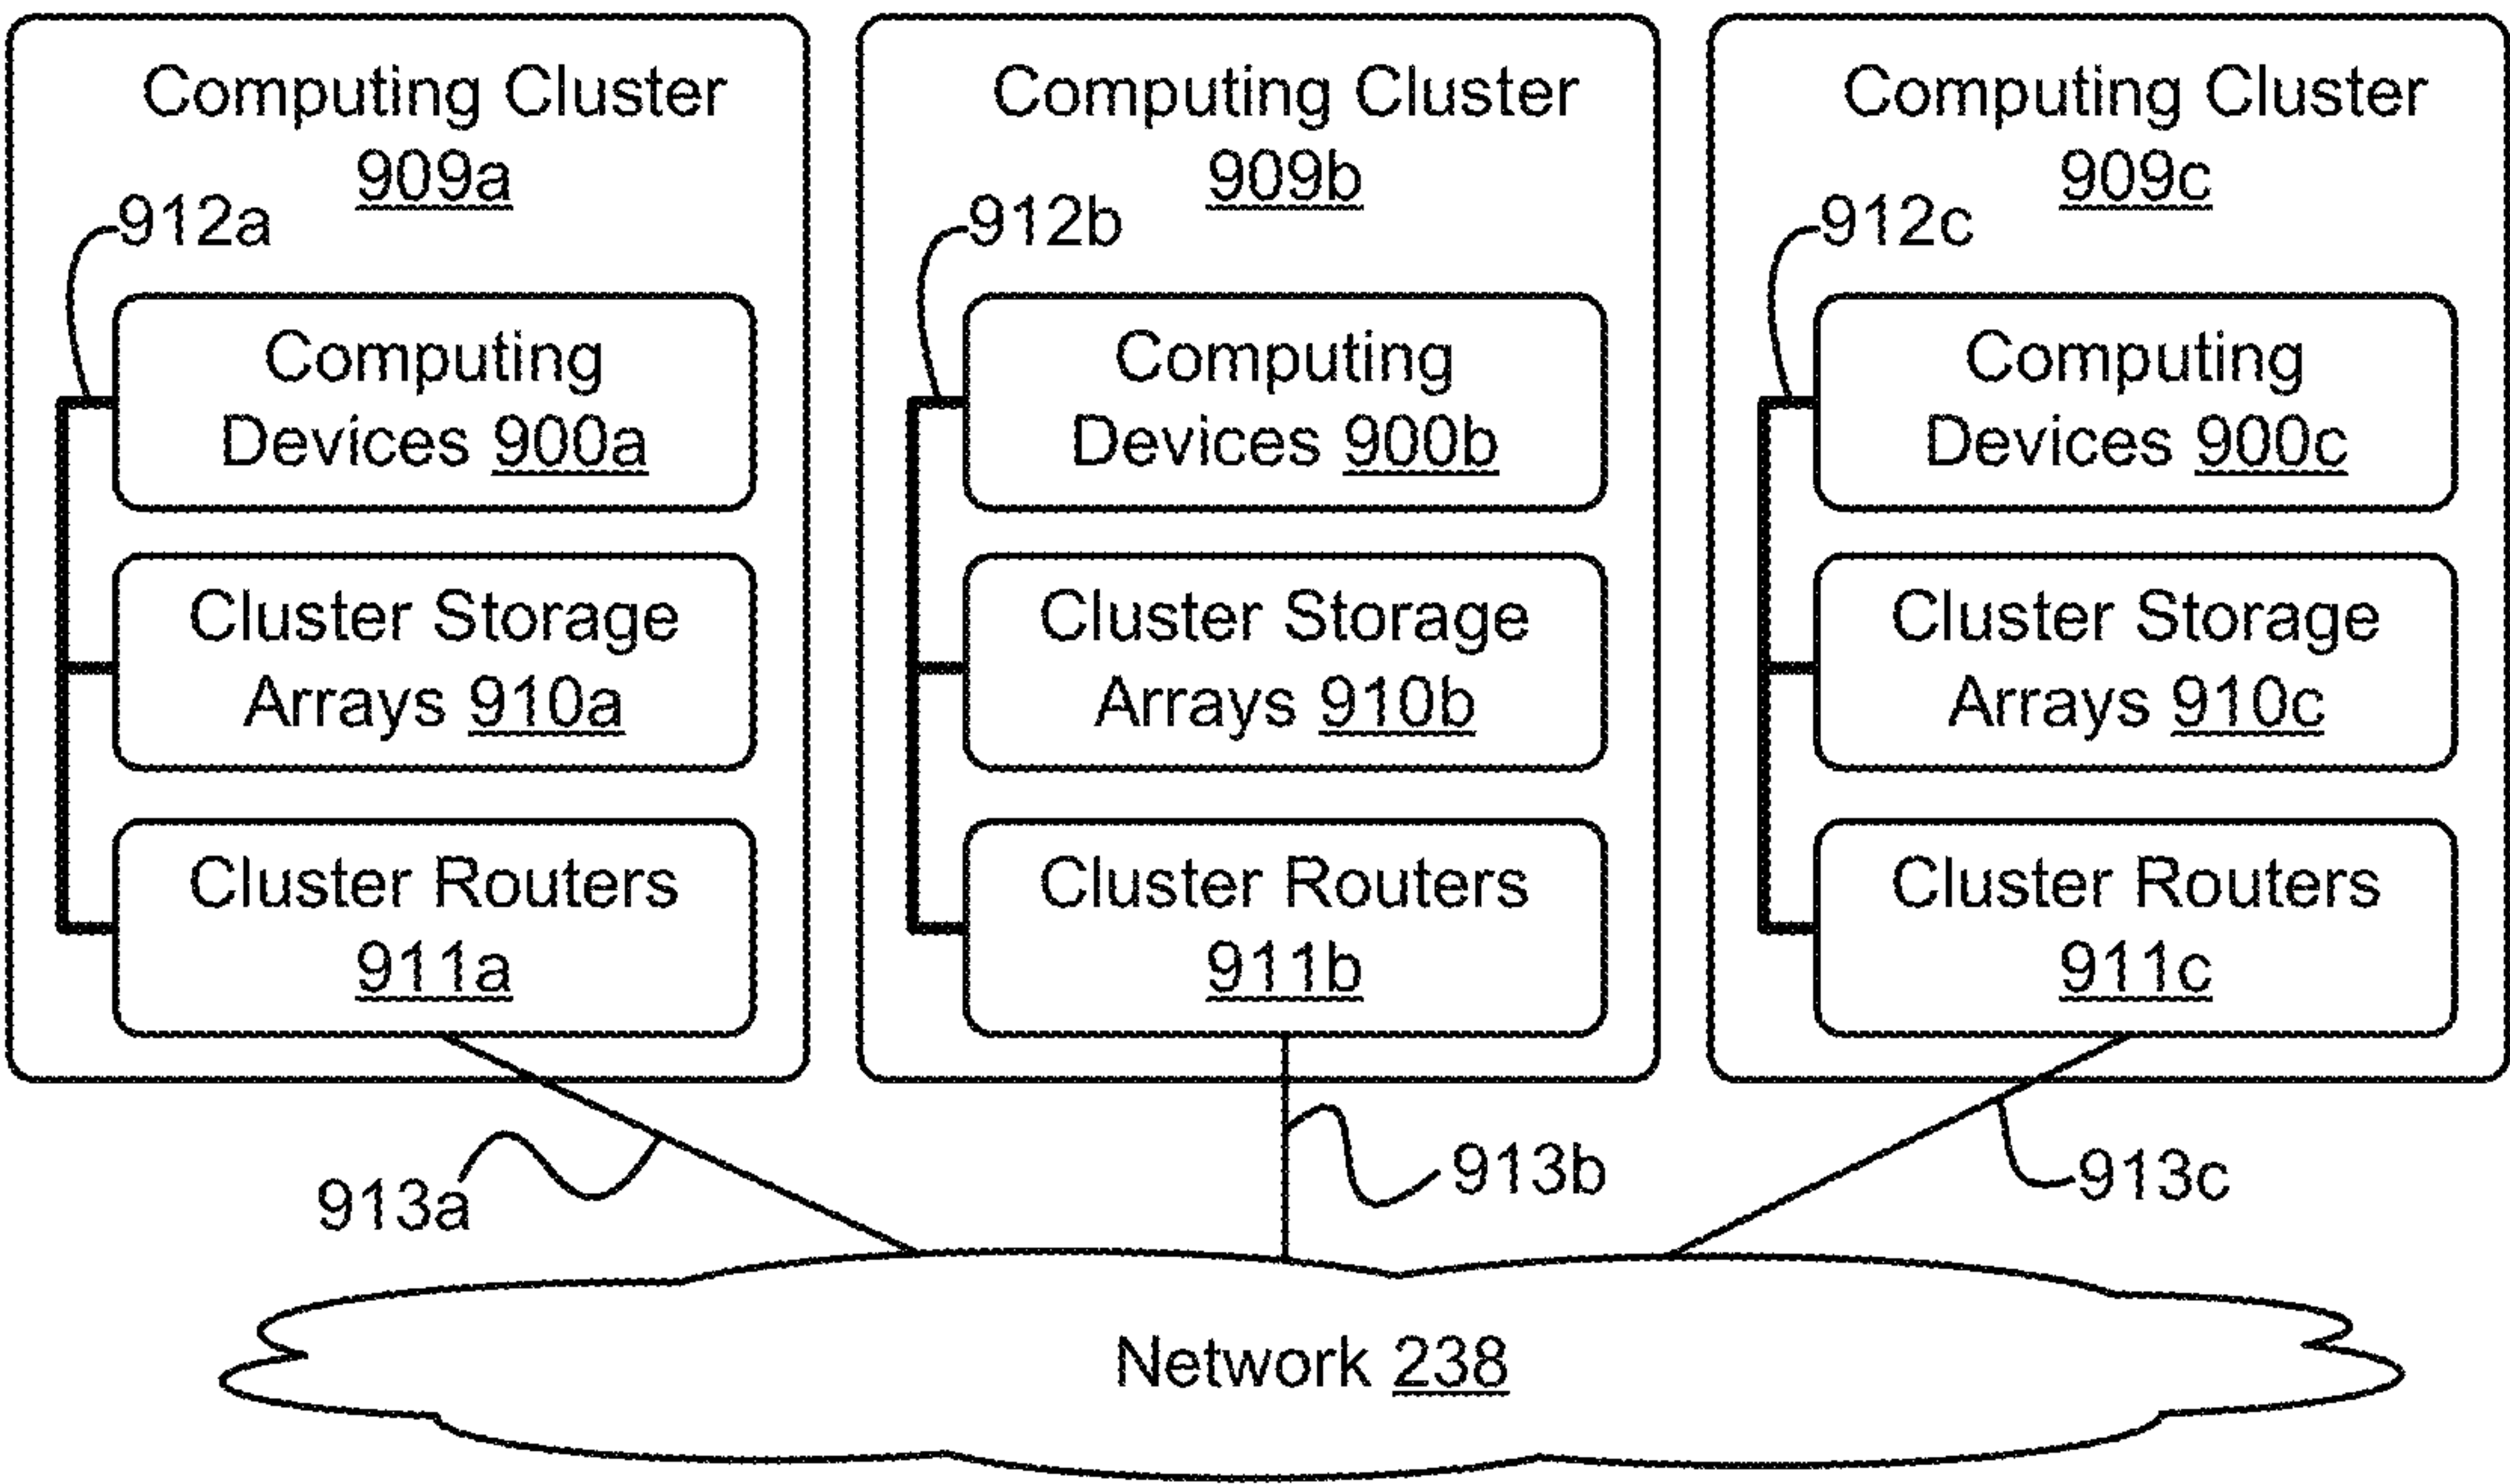 Computing Cluster
909a
912a
Computing
Devices 900a
Cluster Storage
Arrays 910a
Cluster Routers
911a
Computing Cluster
909b
912b
Computing
Devices 900b
Cluster Storage
Arrays 910b
Cluster Routers
911b
Computing Cluster
909c
912c
Computing
Devices 900c
Cluster Storage
Arrays 910c
Cluster Routers
911c
913a
913b
913c
Network 238